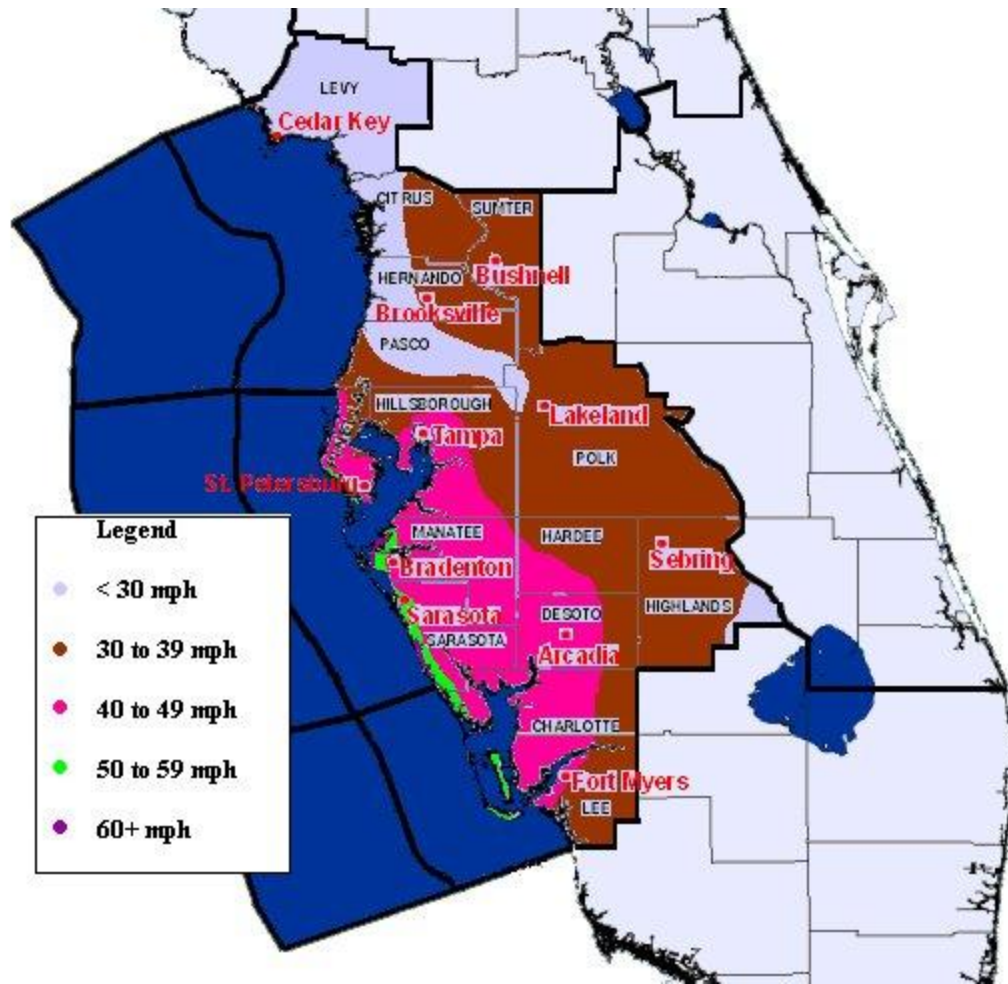 LEVY
Cedar Key
CITRUS
SUMTER
HERNANDO
Bushnell
Brooksville
PASCO
HILLSBOROUGH
Lakeland
Tampa
POLK
St. Petersburg
MANATEE
HARDEE
Sebring
Bradenton
HIGHLANDS
Sarasota
DESOTO
SARASOTA
Arcadia
CHARLOTTE
Fort Myers
LEE
Legend
< 30 mph
30 to 39 mph
40 to 49 mph
50 to 59 mph
60+ mph